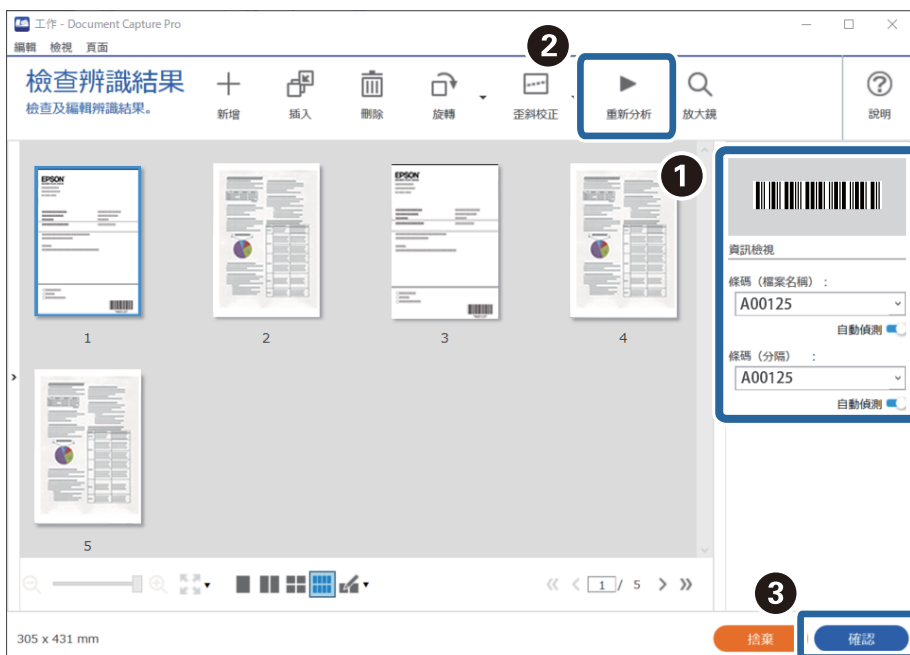 工作 - Document Capture Pro
編輯 檢視 頁面
檢查辨識結果
檢查及編輯辨識結果。
新增
插入
刪除
旋轉
歪斜校正
2
重新分析
放大鏡
說明
1
EPSON
EPSON
1
2
3
4
5
資訊檢視
條碼（檔案名稱）:
A00125
自動偵測
條碼（分隔） :
A00125
自動偵測
1 / 5
305 x 431 mm
捨棄
3
確認